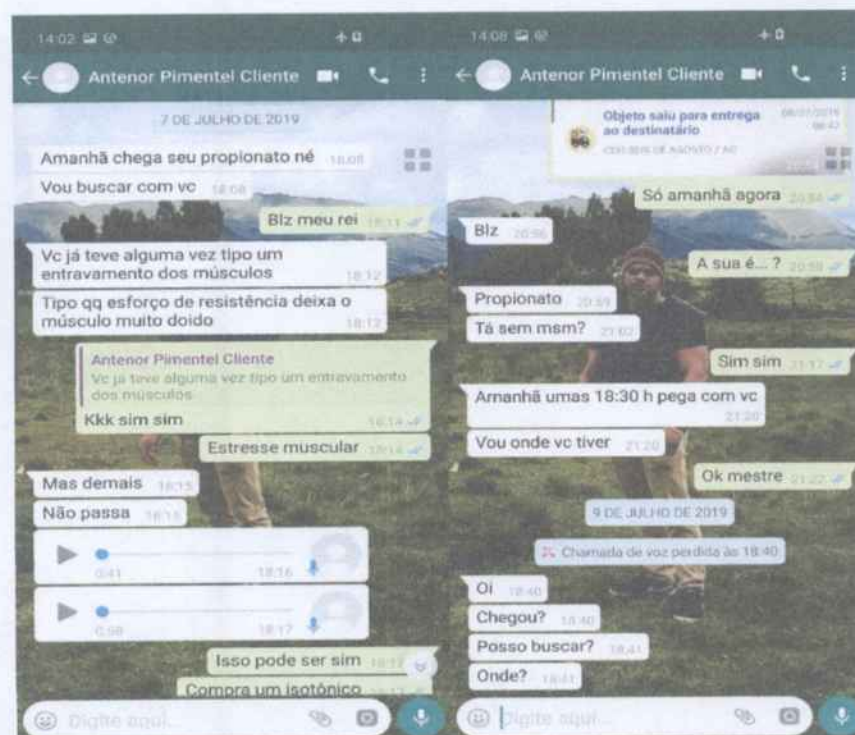 14:02
Antenor Pimentel Cliente
7 DE JULHO DE 2019
Amanhã chega seu propionato né 18:08
Vou buscar com vc 18:08
Blz meu rei 18:11
Vc já teve alguma vez tipo um
entravamento dos músculos 18:12
Tipo qq esforço de resistência deixa o
músculo muito doido 18:12
Antenor Pimentel Cliente
Vc já teve alguma vez tipo um entravamento
dos músculos
Kkk sim sim 18:14
Estresse muscular 18:14
Mas demais 18:15
Não passa 18:15
0:41 18:16
0:58 18:17
Isso pode ser sim
Compra um isotônico
Digite aqui...
14:08
Antenor Pimentel Cliente
Objeto saiu para entrega
ao destinatário
Só amanhã agora 20:54
Blz 20:56
A sua é... ? 20:59
Propionato 20:59
Tá sem msm? 21:02
Sim sim 21:17
Amanhã umas 18:30 h pega com vc
21:20
Vou onde vc tiver 21:20
Ok mestre 21:22
9 DE JULHO DE 2019
Chamada de voz perdida às 18:40
Oi 18:40
Chegou? 18:40
Posso buscar? 18:41
Onde? 18:41
Digite aqui...